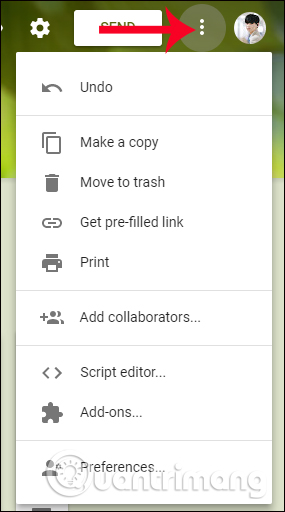 SEND
Undo
Make a copy
Move to trash
Get pre-filled link
Print
Add collaborators...
Script editor...
Add-ons...
Preferences...
Quantrimang